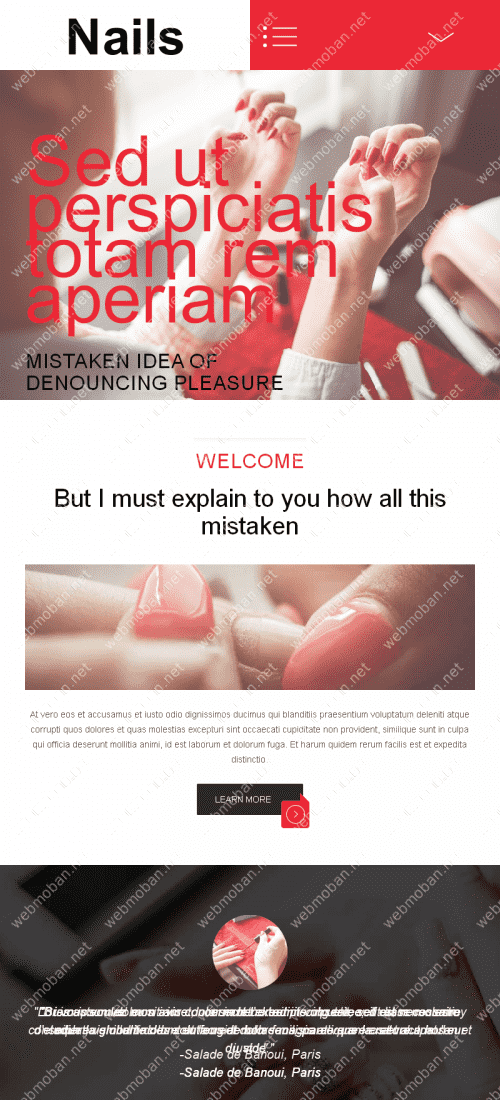 Nails
Sed ut
perspiciatis
totam rem
aperiam
MISTAKEN IDEA OF
DENOUNCING PLEASURE
WELCOME
But I must explain to you how all this
mistaken
At vero eos et accusamus et iusto odio dignissimos ducimus qui blanditiis praesentium voluptatum deleniti atque
corrupti quos dolores et quas molestias excepturi sint occaecati cupiditate non provident, similique sunt in culpa
qui officia deserunt mollitia animi, id est laborum et dolorum fuga. Et harum quidem rerum facilis est et expedita
distinctio.
LEARN MORE
-Salade de Banoui, Paris
-Salade de Banoui, Paris
webmoban.net